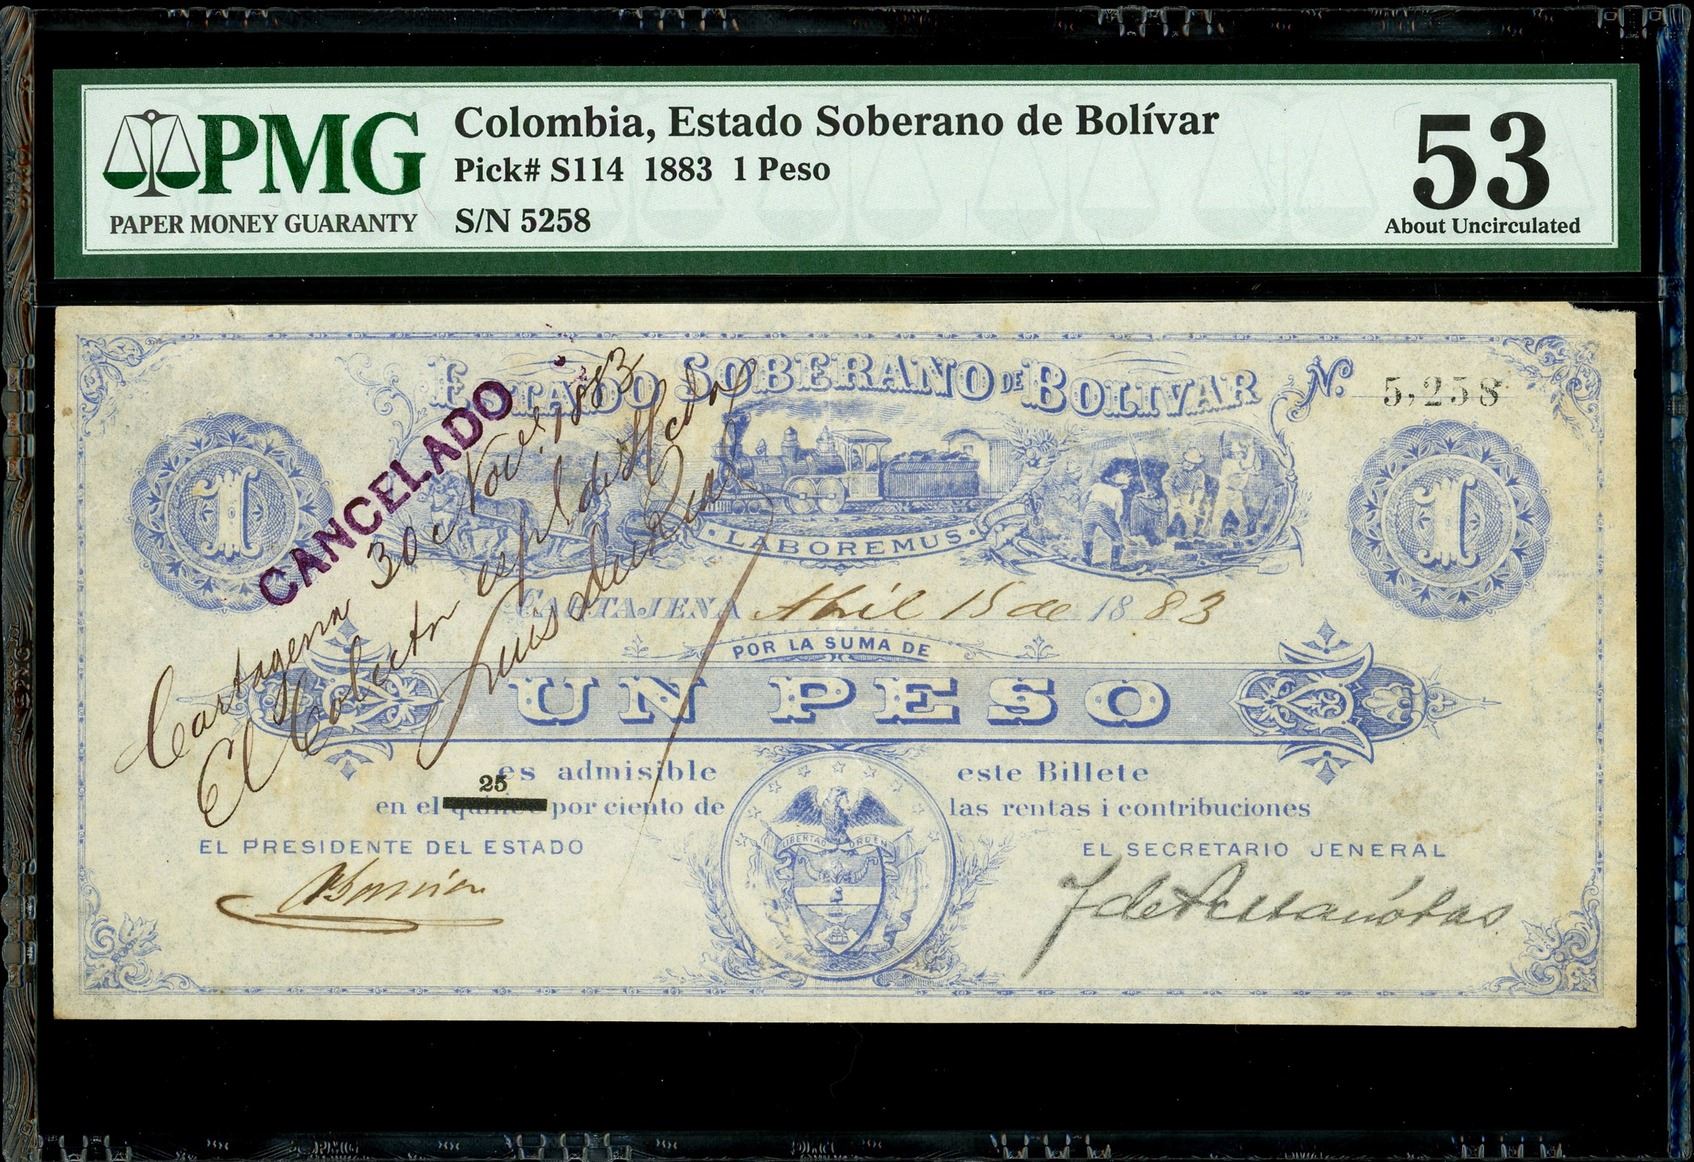 PMG
PAPER MONEY GUARANTY
Colombia, Estado Soberano de Bolívar
Pick# S114 1883 1 Peso
S/N 5258
53
About Uncirculated
ESTADO SOBERANO DE BOLIVAR
No. 5,258
CANCELADO
Cartagena 30 de Nove. 1883
El Colector
1
1
LABOREMUS
CARTAJENA Abril 15 de 1883
POR LA SUMA DE
UN PESO
es admisible este Billete
25
en el quince por ciento de las rentas i contribuciones
EL PRESIDENTE DEL ESTADO
EL SECRETARIO JENERAL
LIBERTAD ORDEN